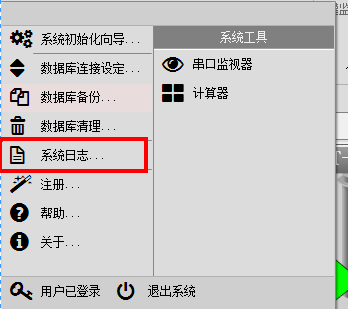 系统初始化向导...
数据库连接设定...
数据库备份...
数据库清理...
系统日志...
注册...
帮助...
关于...
系统工具
串口监视器
计算器
用户已登录
退出系统